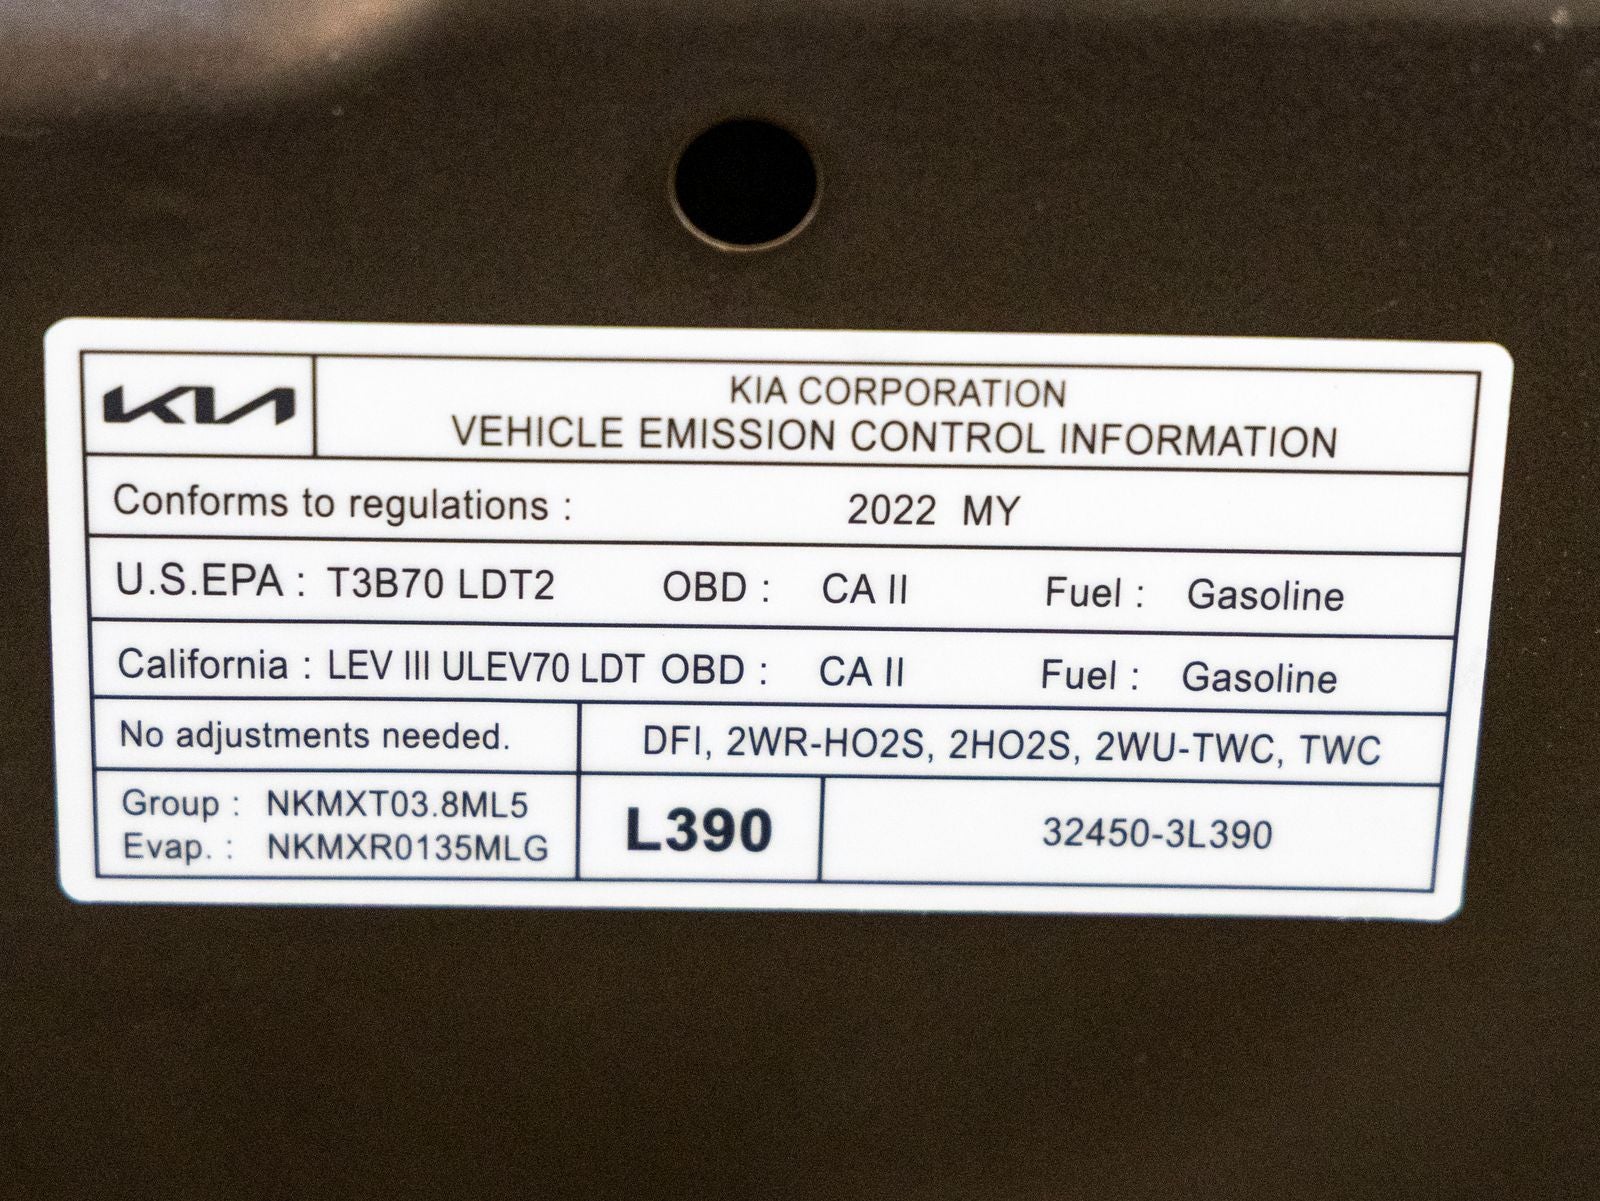 KIA
KIA CORPORATION
VEHICLE EMISSION CONTROL INFORMATION
Conforms to regulations : 2022 MY
U.S.EPA : T3B70 LDT2 OBD : CA II Fuel : Gasoline
California : LEV III ULEV70 LDT OBD : CA II Fuel : Gasoline
No adjustments needed. DFI, 2WR-HO2S, 2HO2S, 2WU-TWC, TWC
Group : NKMXT03.8ML5
Evap. : NKMXR0135MLG
L390
32450-3L390